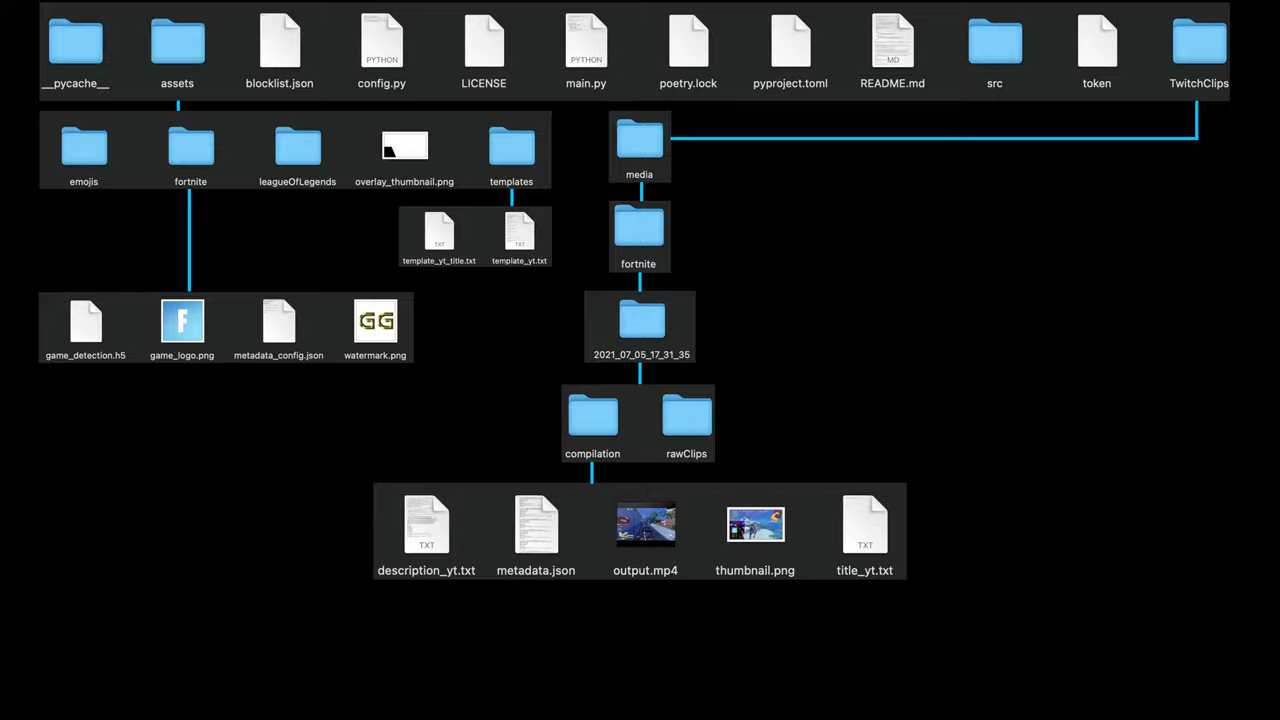 __pycache__
assets
blocklist.json
PYTHON
config.py
LICENSE
PYTHON
main.py
poetry.lock
pyproject.toml
MD
README.md
src
token
TwitchClips
emojis
fortnite
leagueOfLegends
overlay_thumbnail.png
templates
media
TXT
template_yt_title.txt
TXT
template_yt.txt
fortnite
game_detection.h5
F
game_logo.png
metadata_config.json
GG
watermark.png
2021_07_05_17_31_35
compilation
rawClips
TXT
description_yt.txt
metadata.json
output.mp4
thumbnail.png
TXT
title_yt.txt